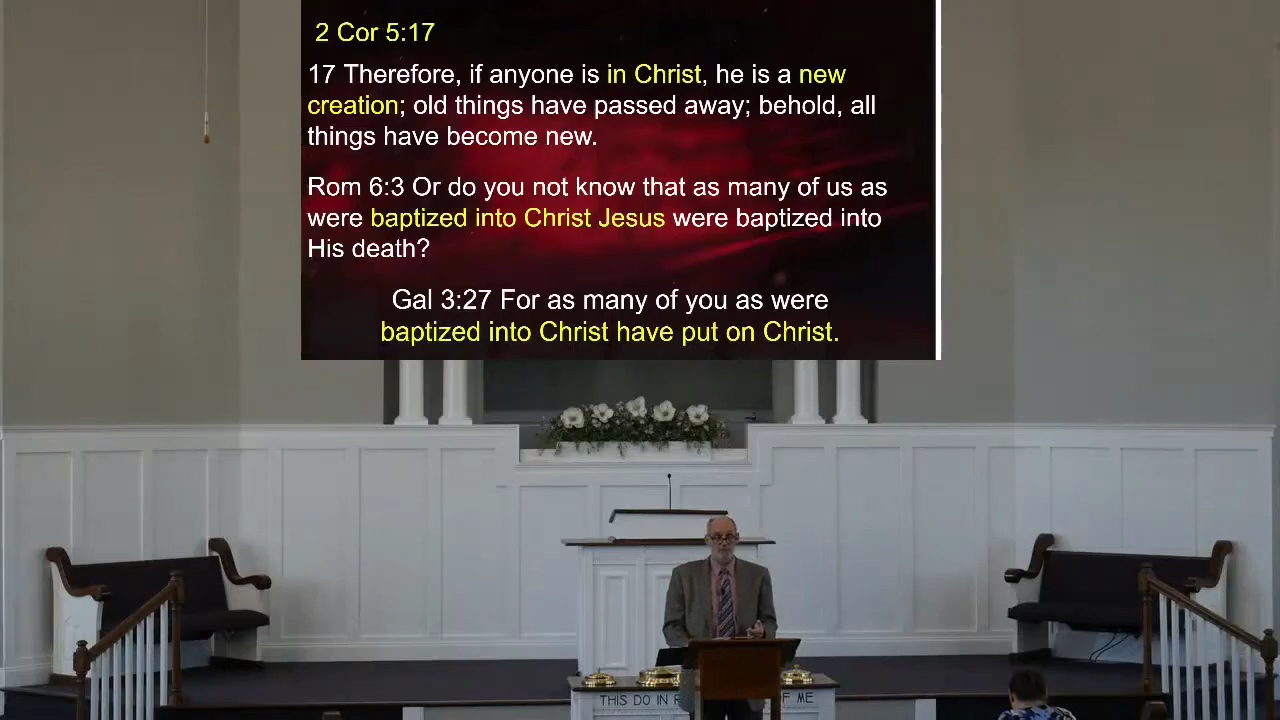 2 Cor 5:17
17 Therefore, if anyone is in Christ, he is a new
creation; old things have passed away; behold, all
things have become new.
Rom 6:3 Or do you not know that as many of us as
were baptized into Christ Jesus were baptized into
His death?
Gal 3:27 For as many of you as were
baptized into Christ have put on Christ.
THIS DO IN F ME